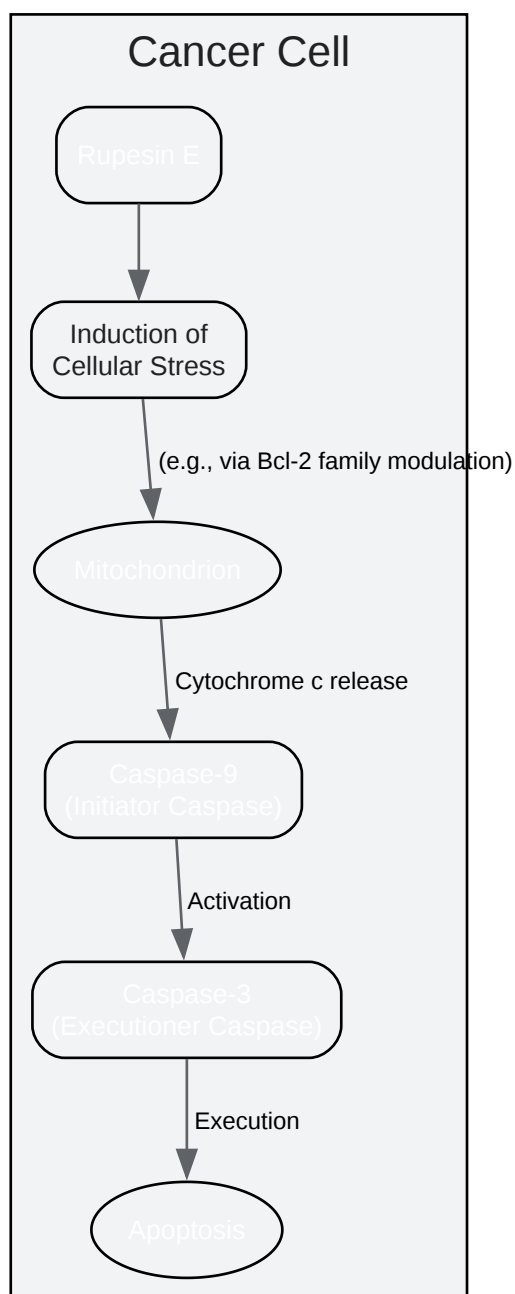 Cancer Cell
Rupesin E
Induction of
Cellular Stress
(e.g., via Bcl-2 family modulation)
Mitochondrion
Cytochrome c release
Caspase-9
(Initiator Caspase)
Activation
Caspase-3
(Executioner Caspase)
Execution
Apoptosis